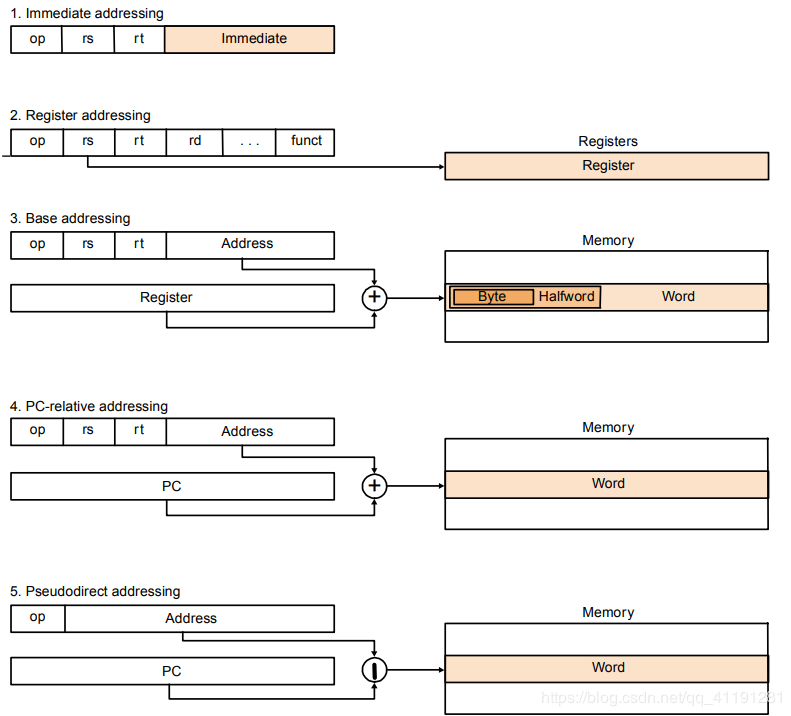 1. Immediate addressing
op rs rt Immediate
2. Register addressing
op rs rt rd . . . funct
Registers
Register
3. Base addressing
op rs rt Address
Memory
Register
Byte Halfword Word
4. PC-relative addressing
op rs rt Address
Memory
PC
Word
5. Pseudodirect addressing
op Address
Memory
PC
Word
https://blog.csdn.net/qq_41191281